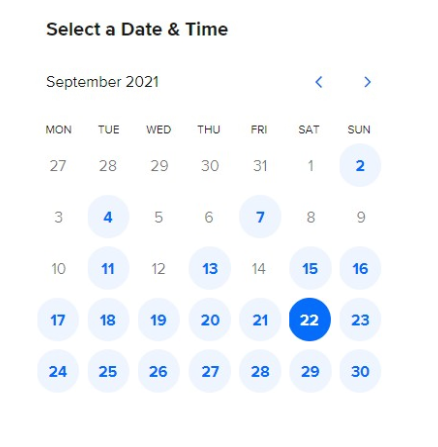 Select a Date & Time
September 2021
MON TUE WED THU FRI SAT SUN
27 28 29 30 31 1 2
3 4 5 6 7 8 9
10 11 12 13 14 15 16
17 18 19 20 21 22 23
24 25 26 27 28 29 30